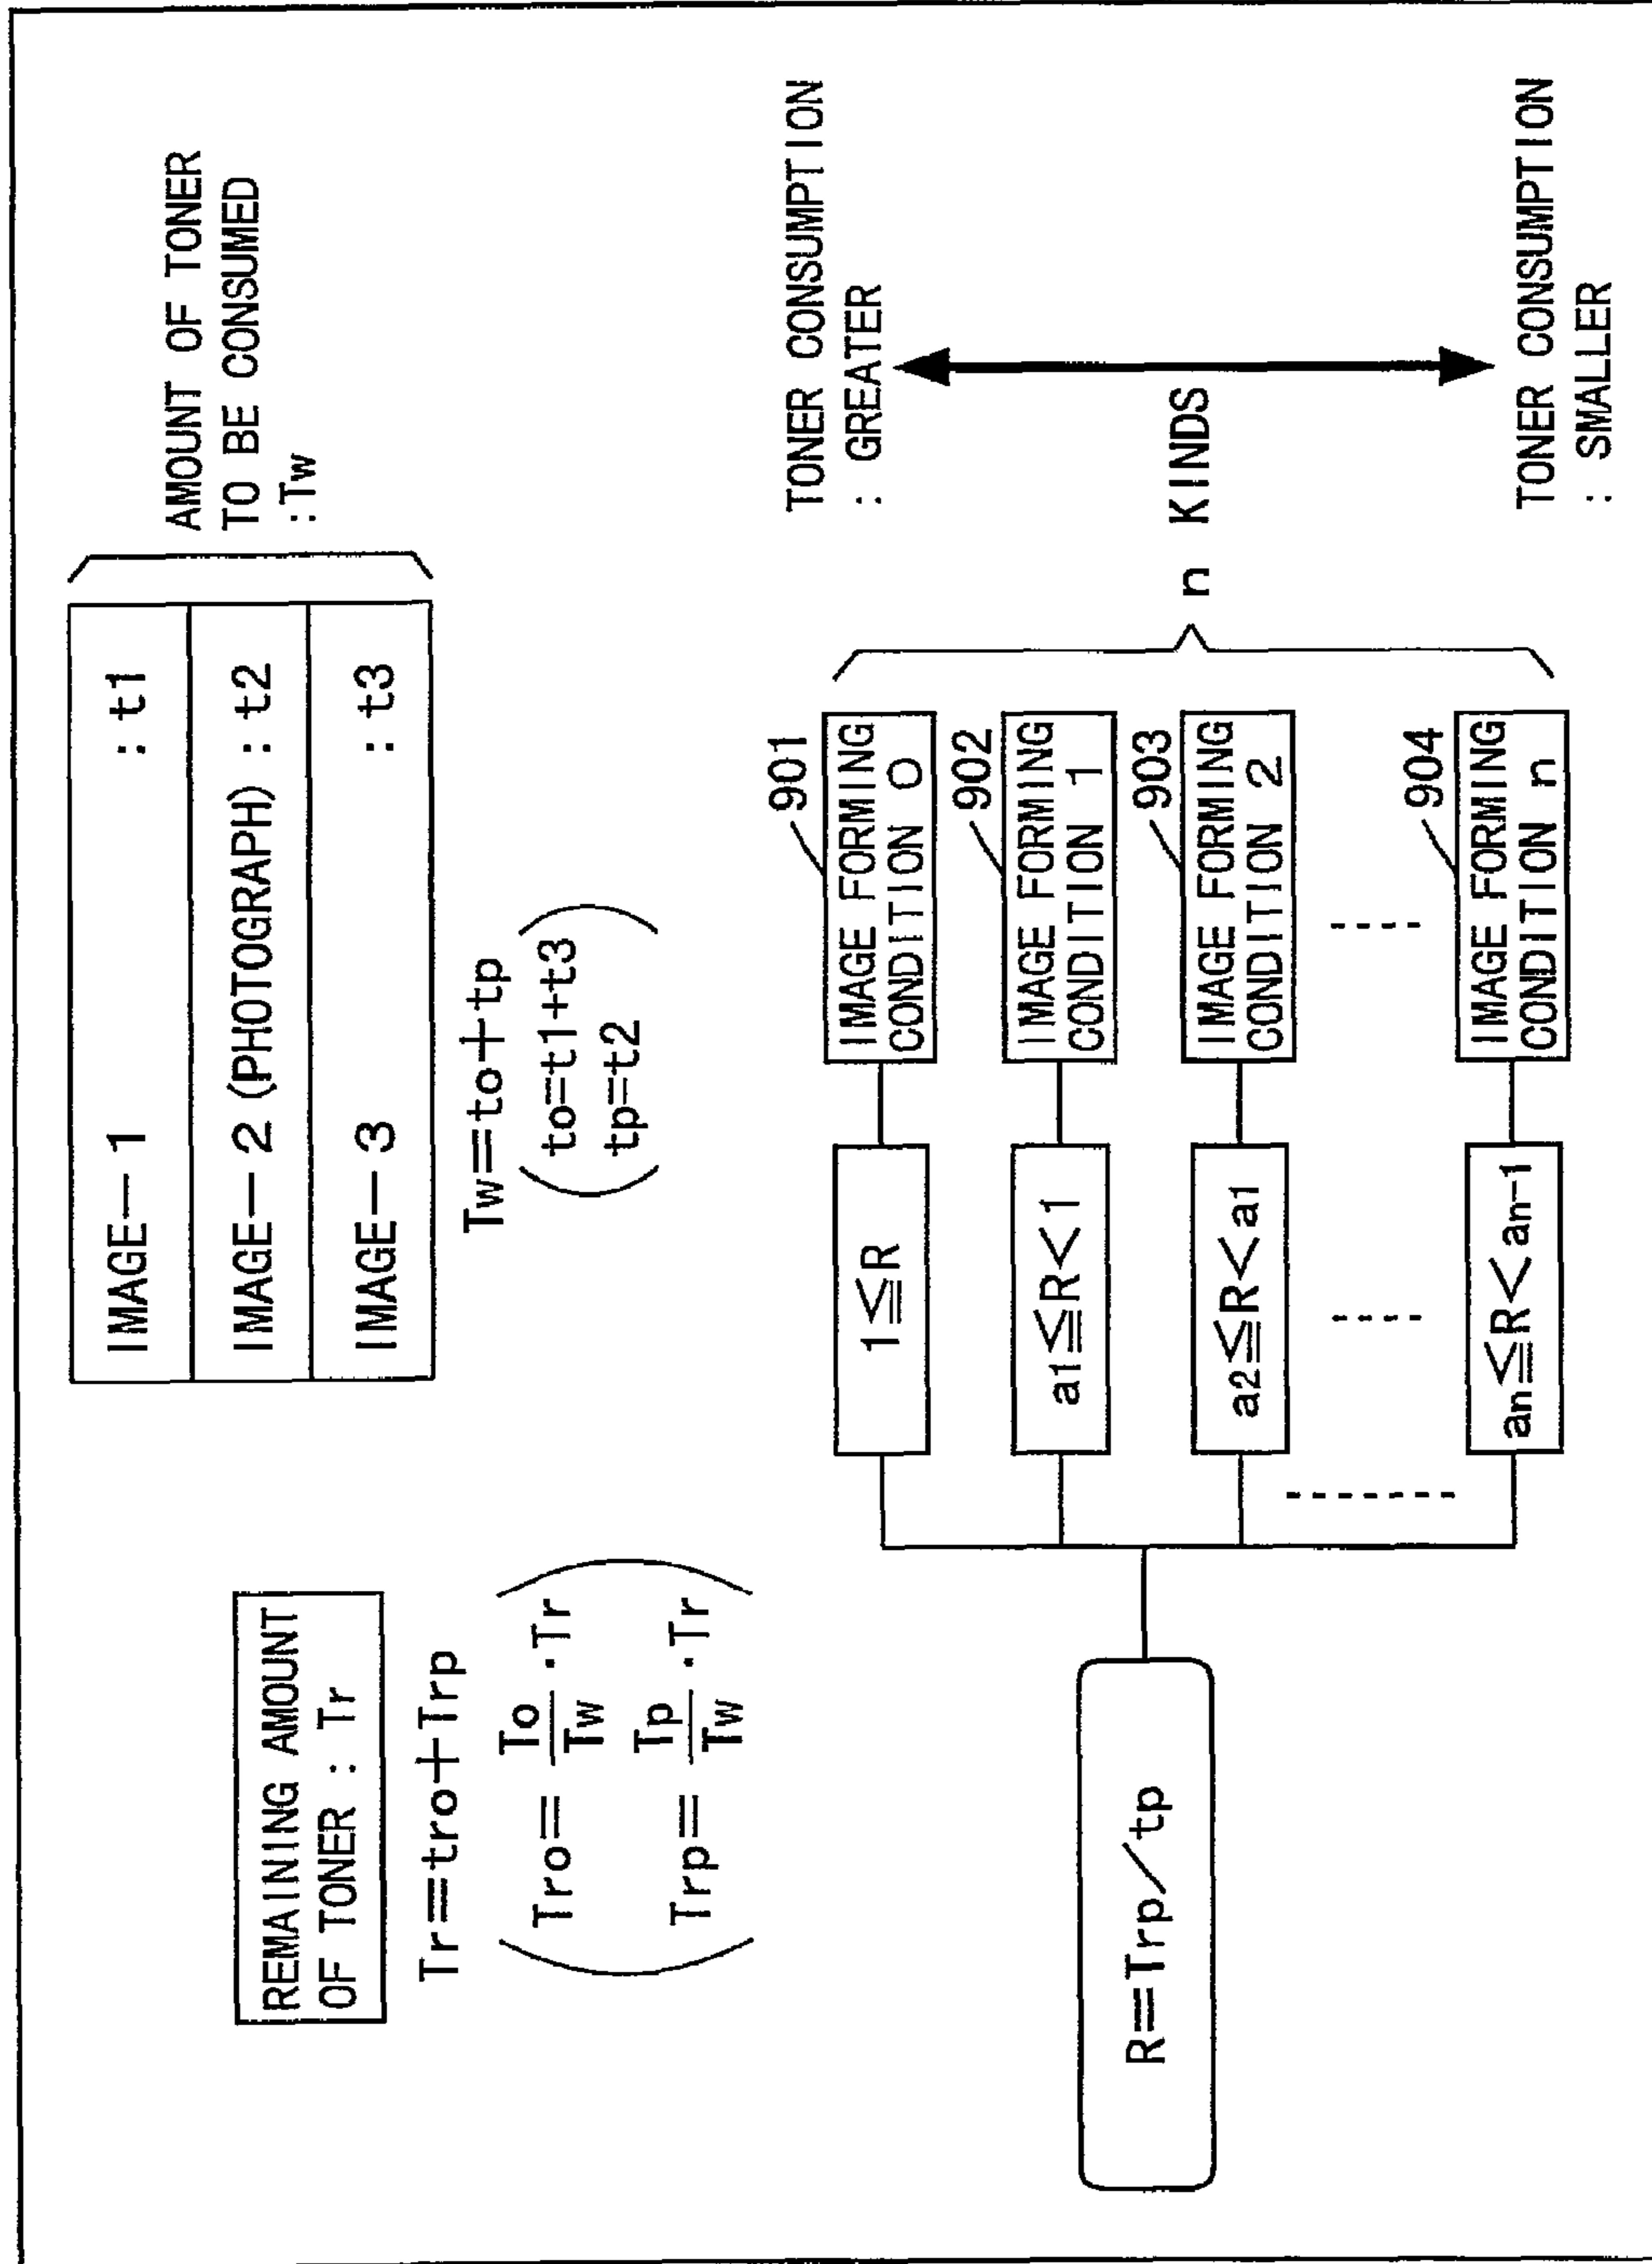 REMAINING AMOUNT
OF TONER : Tr
Tr=tro+Trp
Tro= To/Tw ·Tr
Trp= Tp/Tw ·Tr
IMAGE-1 : t1
IMAGE-2 (PHOTOGRAPH) : t2
IMAGE-3 : t3
AMOUNT OF TONER
TO BE CONSUMED
:Tw
Tw=to+tp
(to=t1+t3
tp=t2)
R=Trp/tp
1≦R
a1≦R<1
a2≦R<a1
an≦R<an-1
901
IMAGE FORMING
CONDITION 0
902
IMAGE FORMING
CONDITION 1
903
IMAGE FORMING
CONDITION 2
904
IMAGE FORMING
CONDITION n
n KINDS
TONER CONSUMPTION
: GREATER
TONER CONSUMPTION
: SMALLER